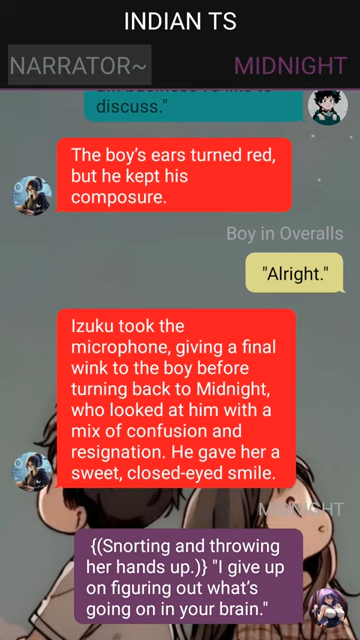 INDIAN TS
NARRATOR~
MIDNIGHT
discuss."
The boy's ears turned red,
but he kept his
composure.
Boy in Overalls
"Alright."
Izuku took the
microphone, giving a final
wink to the boy before
turning back to Midnight,
who looked at him with a
mix of confusion and
resignation. He gave her a
sweet, closed-eyed smile.
MIDNIGHT
{(Snorting and throwing
her hands up.)} "I give up
on figuring out what's
going on in your brain."